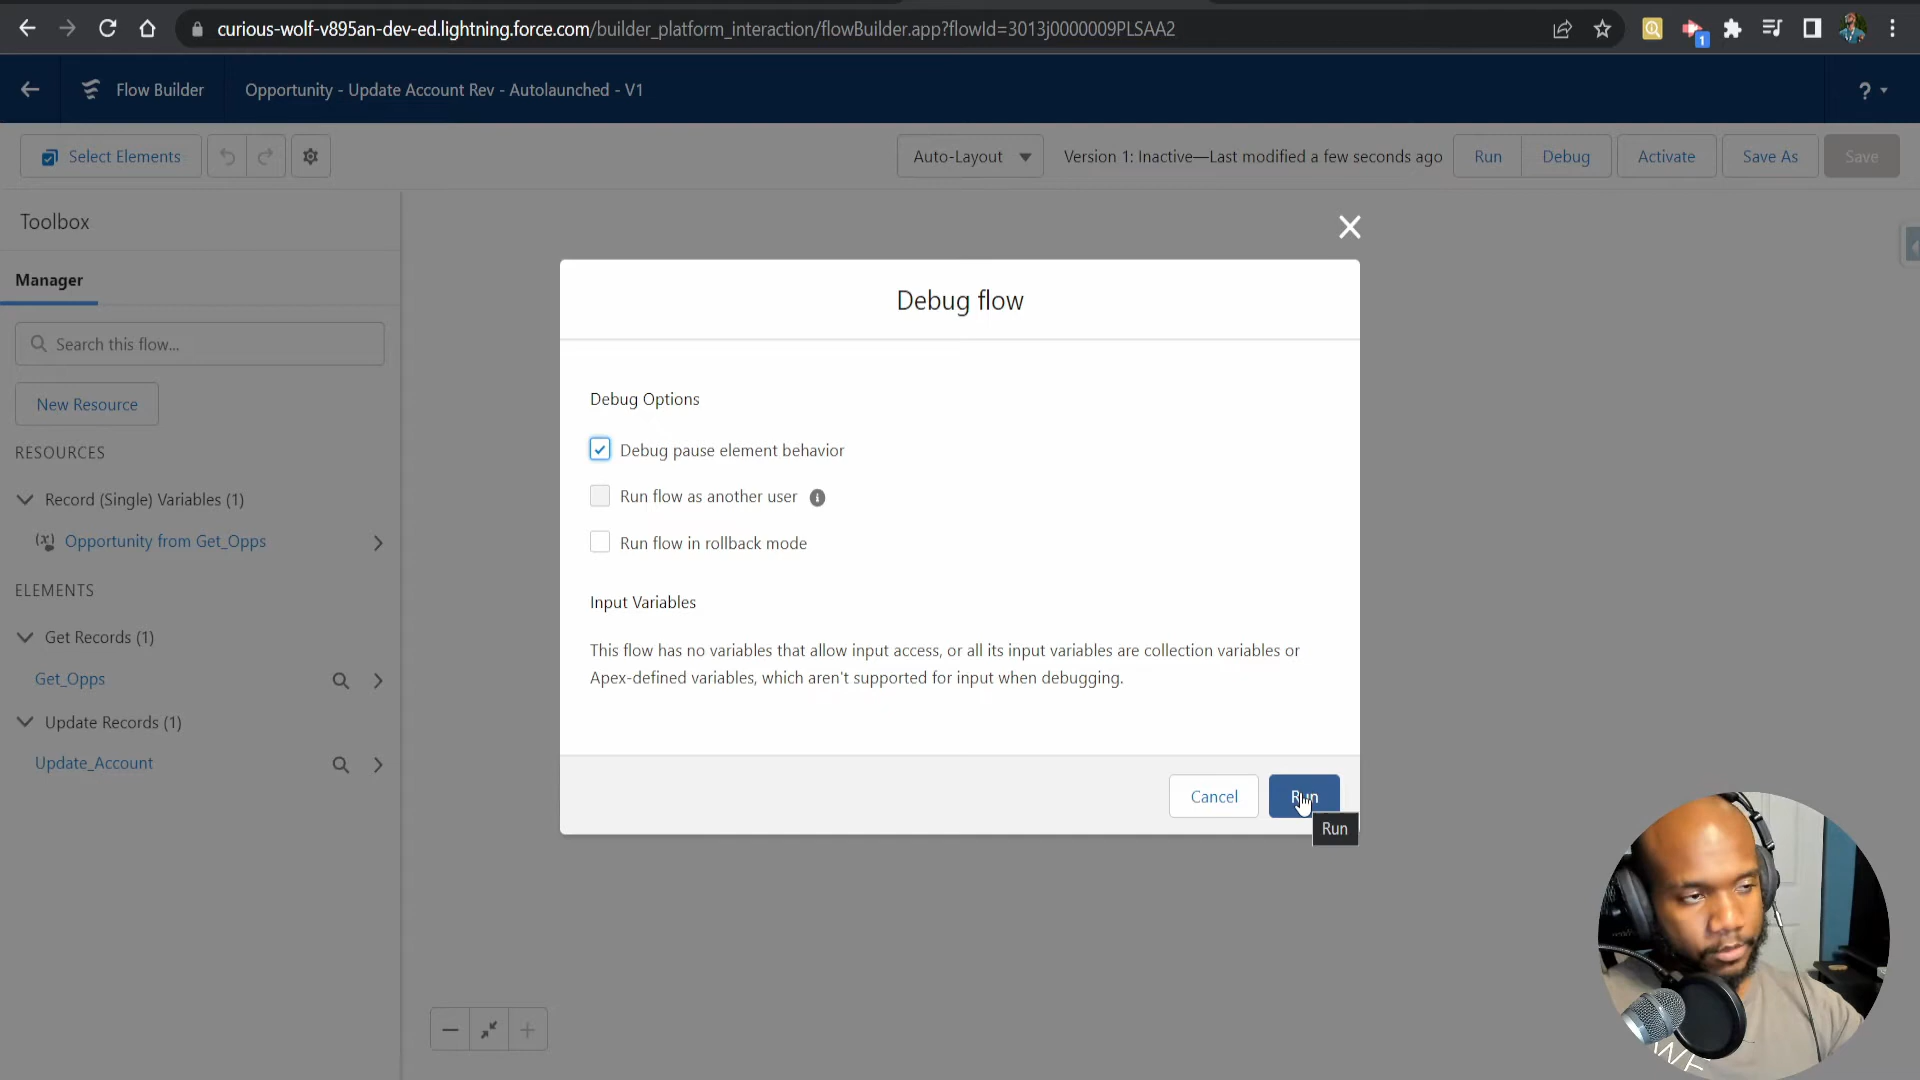 curious-wolf-v895an-dev-ed.lightning.force.com/builder_platform_interaction/flowBuilder.app?flowId=3013j0000009PLSAA2
1
Flow Builder
Opportunity - Update Account Rev - Autolaunched - V1
?
Select Elements
Auto-Layout
Version 1: Inactive—Last modified a few seconds ago
Run
Debug
Activate
Save As
Save
Toolbox
Manager
Search this flow...
New Resource
RESOURCES
Record (Single) Variables (1)
Opportunity from Get_Opps
ELEMENTS
Get Records (1)
Get_Opps
Update Records (1)
Update_Account
Debug flow
Debug Options
Debug pause element behavior
Run flow as another user
Run flow in rollback mode
Input Variables
This flow has no variables that allow input access, or all its input variables are collection variables or
Apex-defined variables, which aren't supported for input when debugging.
Cancel
Run
Run